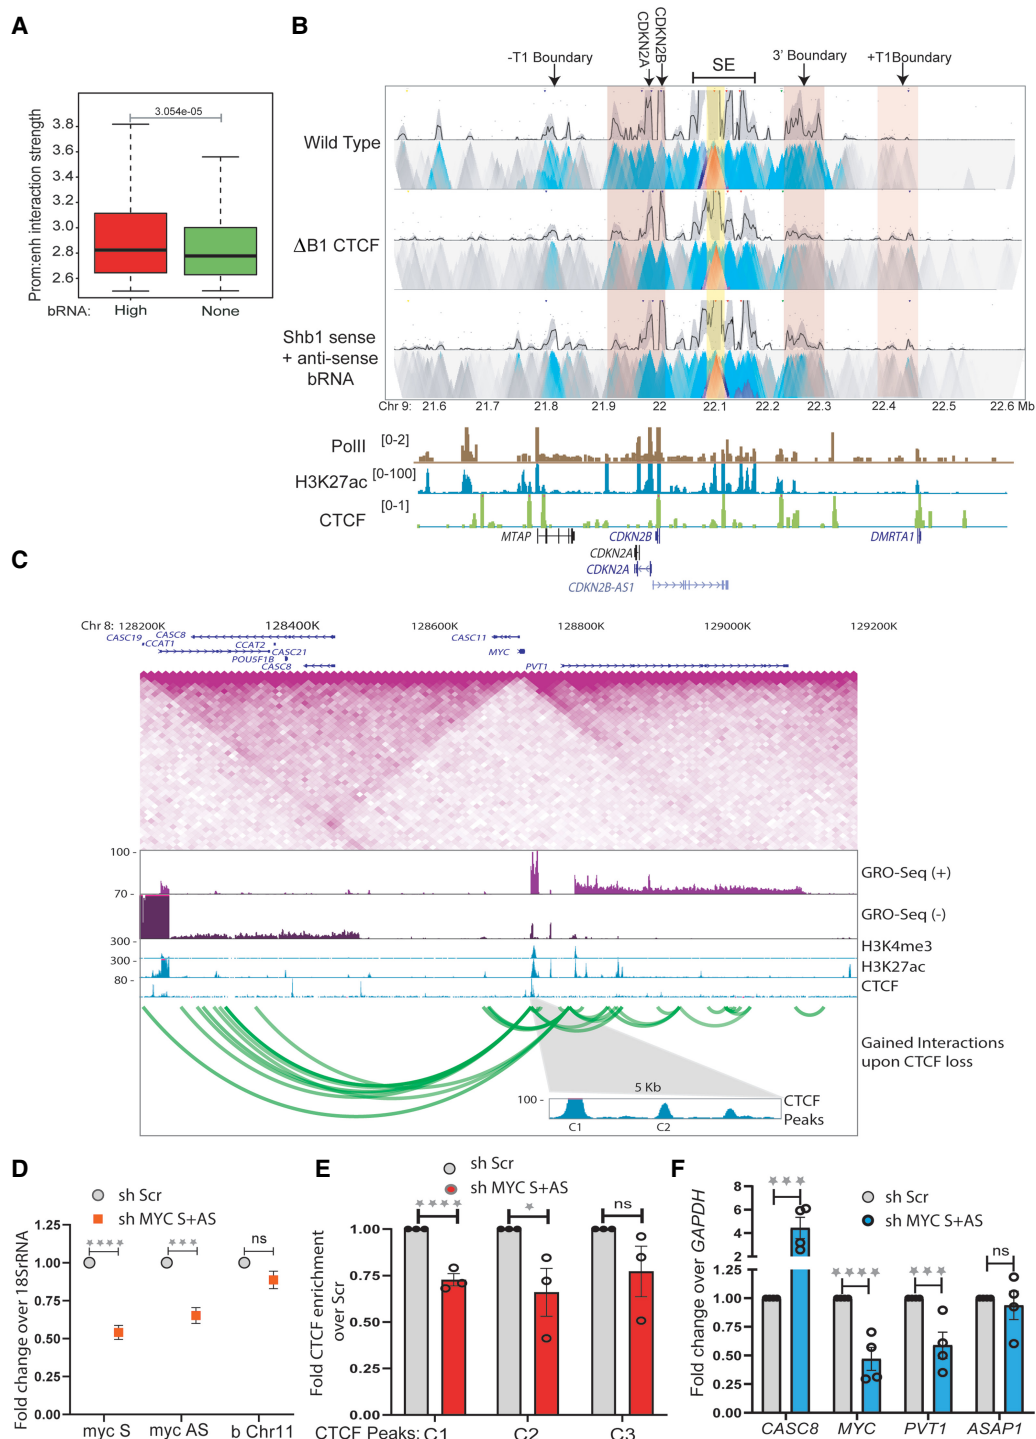 A
3.054e-05
Prom:enh interaction strength
3.8
3.6
3.4
3.2
3.0
2.8
2.6
bRNA:
High
None
B
-T1 Boundary
CDKN2A
CDKN2B
SE
3' Boundary
+T1Boundary
Wild Type
ΔB1 CTCF
Shb1 sense
+ anti-sense
bRNA
Chr 9: 21.6 21.7 21.8 21.9 22 22.1 22.2 22.3 22.4 22.5 22.6 Mb
PolII [0-2]
H3K27ac [0-100]
CTCF [0-1]
MTAP CDKN2B DMRTA1
CDKN2A
CDKN2A
CDKN2B-AS1
C
Chr 8: 128200K 128400K 128600K 128800K 129000K 129200K
CASC19 CASC8 CASC11
CCAT1 CCAT2 CASC21 MYC
POU5F1B
CASC8 PVT1
100 -
GRO-Seq (+)
70 -
GRO-Seq (-)
300 -
H3K4me3
300 -
H3K27ac
80 -
CTCF
Gained Interactions
upon CTCF loss
5 Kb
100 -
CTCF
Peaks
C1 C2
D
sh Scr
sh MYC S+AS
Fold change over 18SrRNA
1.25
1.00
0.75
0.50
0.25
0.00
ns
myc S myc AS b Chr11
E
sh Scr
sh MYC S+AS
Fold CTCF enrichment
over Scr
1.00
0.75
0.50
0.25
0.00
ns
CTCF Peaks: C1 C2 C3
F
sh Scr
sh MYC S+AS
Fold change over GAPDH
8
6
4
2
1.25
1.00
0.75
0.50
0.25
0.00
ns
CASC8 MYC PVT1 ASAP1